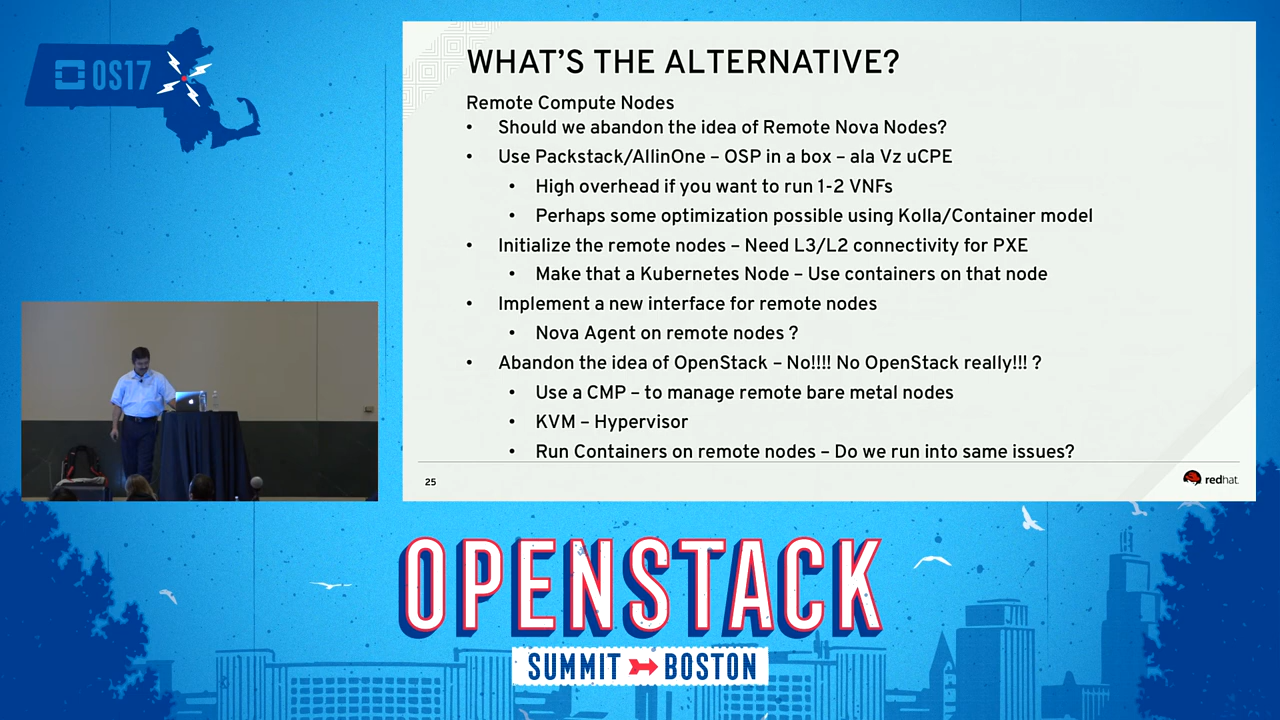 OS17
WHAT'S THE ALTERNATIVE?
Remote Compute Nodes
• Should we abandon the idea of Remote Nova Nodes?
• Use Packstack/AllinOne – OSP in a box – ala Vz uCPE
• High overhead if you want to run 1-2 VNFs
• Perhaps some optimization possible using Kolla/Container model
• Initialize the remote nodes – Need L3/L2 connectivity for PXE
• Make that a Kubernetes Node – Use containers on that node
• Implement a new interface for remote nodes
• Nova Agent on remote nodes ?
• Abandon the idea of OpenStack – No!!!! No OpenStack really!!! ?
• Use a CMP – to manage remote bare metal nodes
• KVM – Hypervisor
• Run Containers on remote nodes – Do we run into same issues?
25
redhat.
OPENSTACK
SUMMIT BOSTON